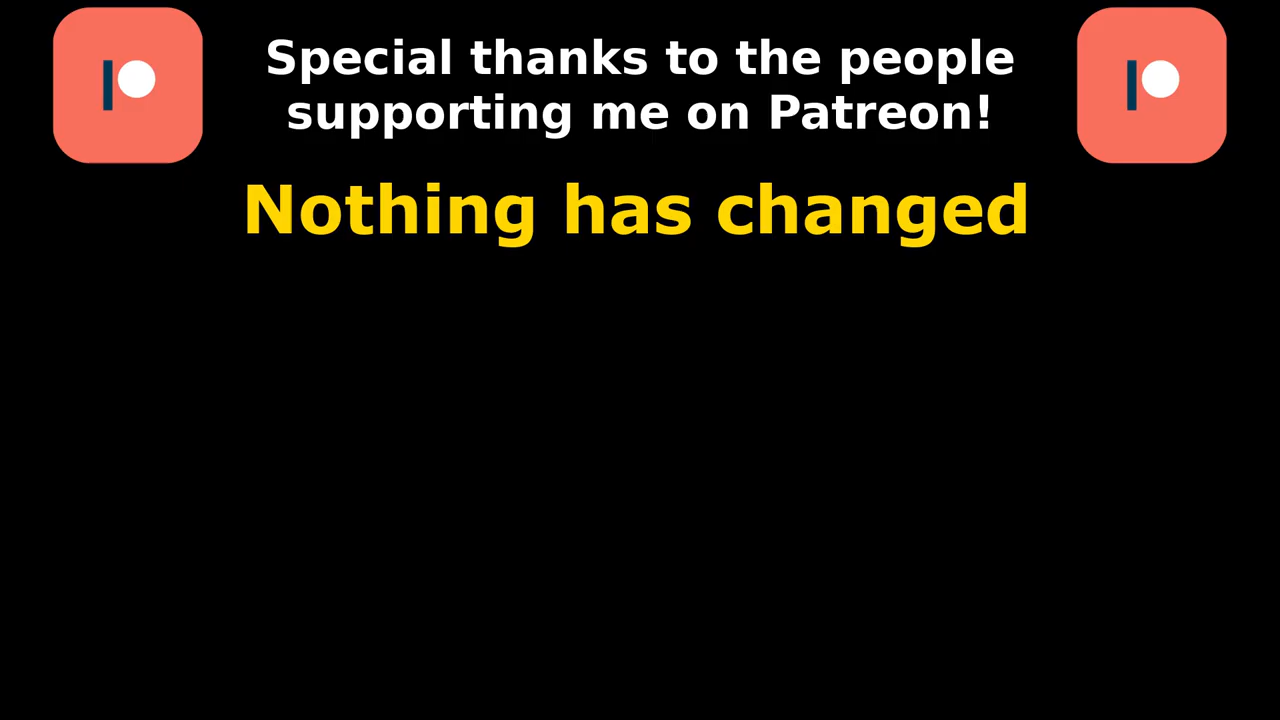 Special thanks to the people
supporting me on Patreon!
Nothing has changed